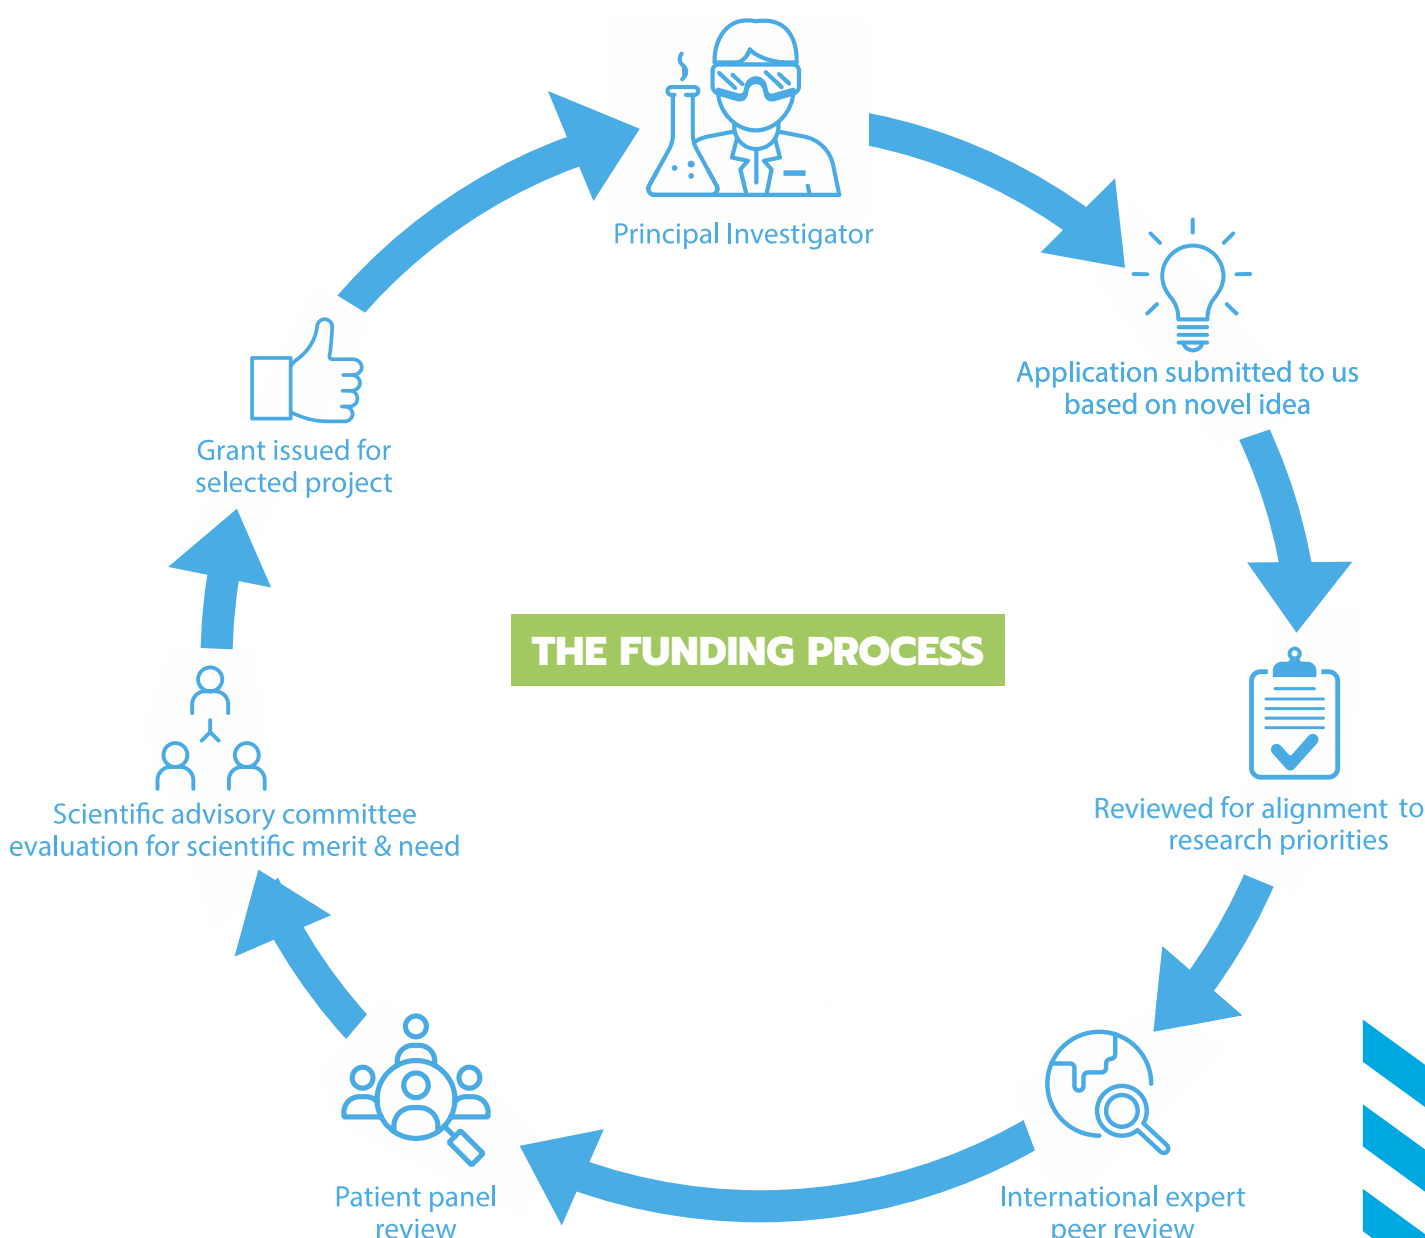 Principal Investigator
Application submitted to us
based on novel idea
Reviewed for alignment to
research priorities
International expert
peer review
Patient panel
review
Scientific advisory committee
evaluation for scientific merit & need
Grant issued for
selected project
THE FUNDING PROCESS